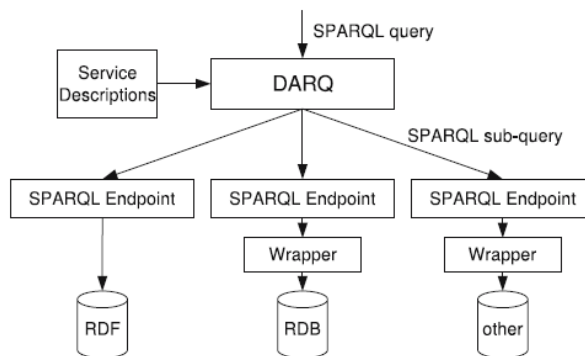 SPARQL query
Service
Descriptions
DARQ
SPARQL sub-query
SPARQL Endpoint
SPARQL Endpoint
SPARQL Endpoint
Wrapper
Wrapper
RDF
RDB
other